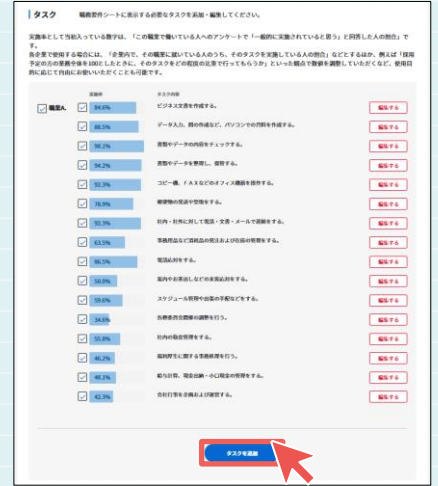 タスク 職務要件シートに表示する必要なタスクを追加・編集してください。
実施率として当初入っている数字は、「この職業で働いている人へのアンケートで「一般的に実施されていると思う」と回答した人の割合」で
す。
各企業で使用する場合には、「企業内で、その職業に就いている人のうち、そのタスクを実施している人の割合」などとするほか、例えば「採用
予定の方の業務全体を100としたときに、そのタスクをどの程度の比重で行ってもらうか」といった観点で数値を調整していただくなど、使用目
的に応じて自由にお使いいただくことも可能です。
実施率 タスク内容
職業A. 84.6% ビジネス文書を作成する。 編集する
88.5% データ入力、表の作成など、パソコンでの資料を作成する。 編集する
98.2% 書類やデータの内容をチェックする。 編集する
94.2% 書類やデータを整理し、保管する。 編集する
92.3% コピー機、FAXなどのオフィス機器を操作する。 編集する
78.9% 郵便物の発送や受取をする。 編集する
92.3% 社内・社外に対して電話・文書・メールで連絡をする。 編集する
63.5% 事務用品など消耗品の発注および在庫の管理をする。 編集する
86.5% 電話応対をする。 編集する
50.0% 案内やお茶出しなどの来客応対をする。 編集する
59.6% スケジュール管理や出張の手配などをする。 編集する
34.6% 編集する
55.8% 社内の勤怠管理をする。 編集する
46.2% 福利厚生に関する事務処理を行う。 編集する
48.2% 給与計算、現金出納・小口現金の管理をする。 編集する
42.3% 会社行事を企画および運営する。 編集する
タスクを追加